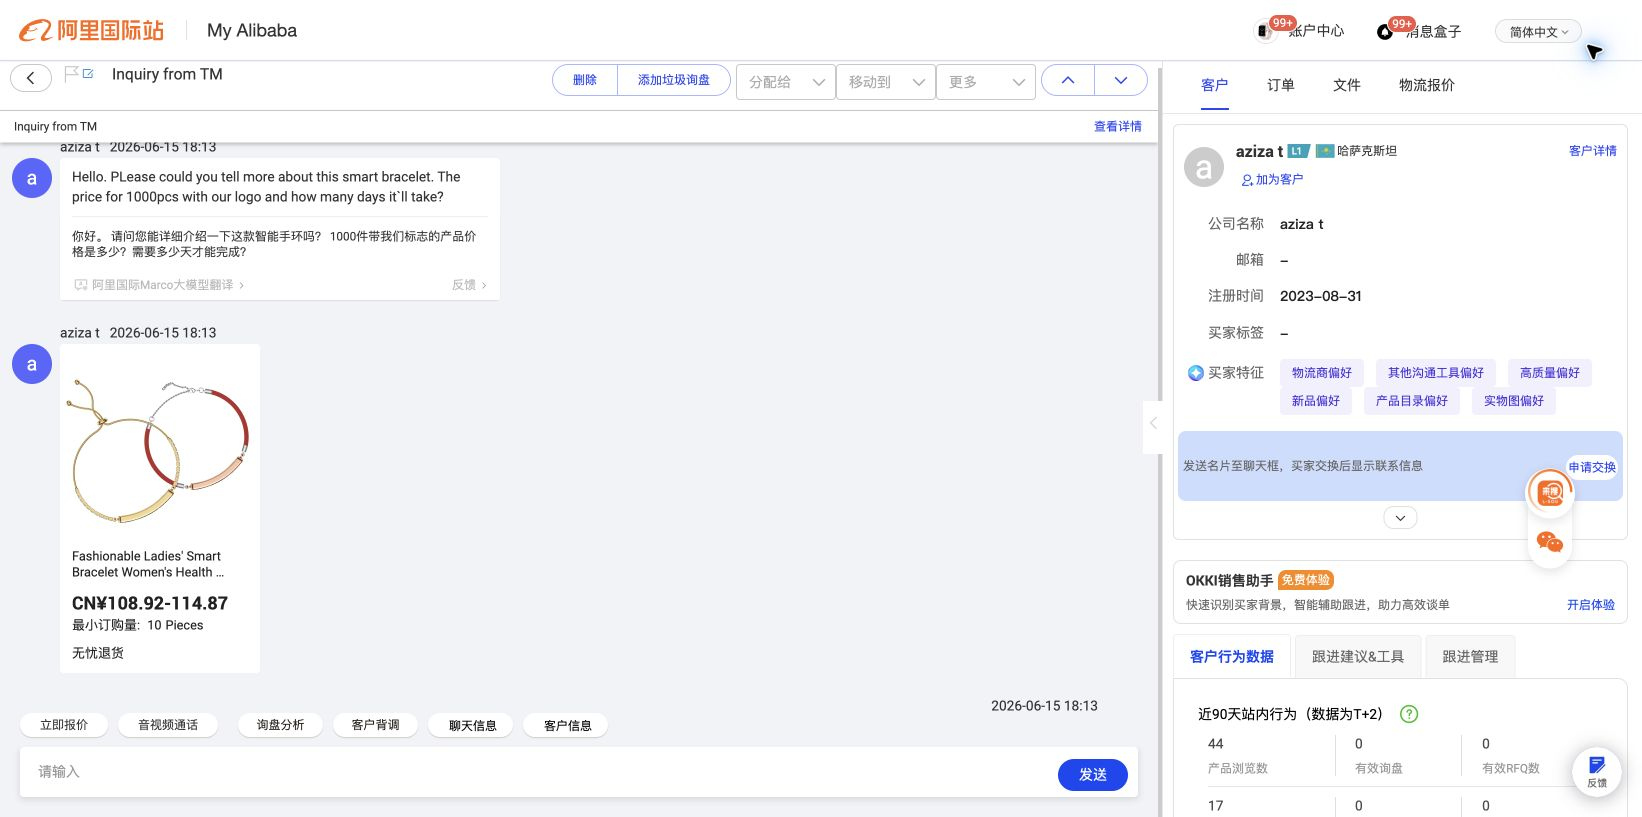 阿里国际站
My Alibaba
99+
账户中心
99+
消息盒子
简体中文
Inquiry from TM
删除
添加垃圾询盘
分配给
移动到
更多
Inquiry from TM
查看详情
aziza t 2026-06-15 18:13
a
Hello. PLease could you tell more about this smart bracelet. The
price for 1000pcs with our logo and how many days it`ll take?
你好。 请问您能详细介绍一下这款智能手环吗? 1000件带我们标志的产品价
格是多少? 需要多少天才能完成?
阿里国际Marco大模型翻译
反馈
aziza t 2026-06-15 18:13
a
Fashionable Ladies' Smart
Bracelet Women's Health ...
CN¥108.92-114.87
最小订购量: 10 Pieces
无忧退货
2026-06-15 18:13
立即报价
音视频通话
询盘分析
客户背调
聊天信息
客户信息
请输入
发送
客户
订单
文件
物流报价
a
aziza t
L1
哈萨克斯坦
客户详情
加为客户
公司名称 aziza t
邮箱 –
注册时间 2023-08-31
买家标签 –
买家特征
物流商偏好
其他沟通工具偏好
高质量偏好
新品偏好
产品目录偏好
实物图偏好
发送名片至聊天框，买家交换后显示联系信息
申请交换
OKKI销售助手
免费体验
快速识别买家背景，智能辅助跟进，助力高效谈单
开启体验
客户行为数据
跟进建议&工具
跟进管理
近90天站内行为（数据为T+2）
44
0
0
产品浏览数
有效询盘
有效RFQ数
17
0
0
反馈